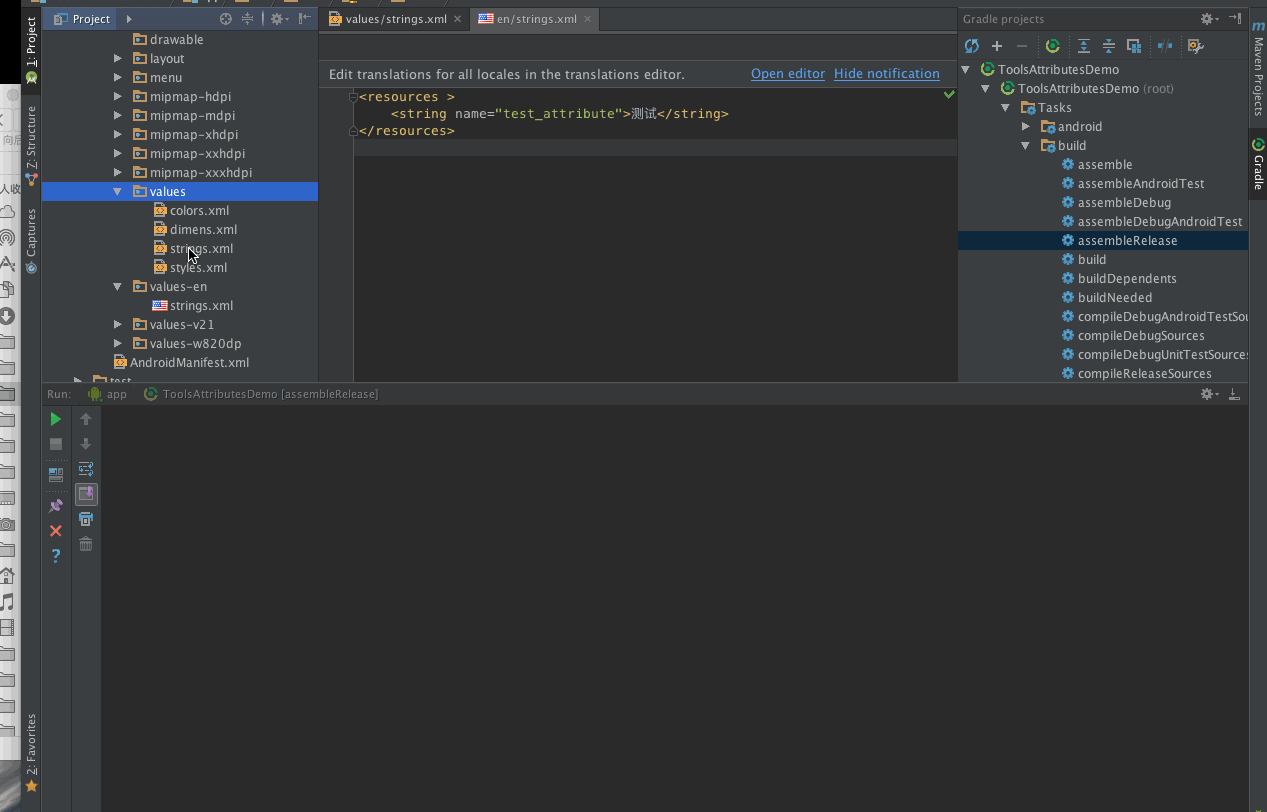 Project
values/strings.xml
en/strings.xml
Gradle projects
1: Project
7: Structure
Captures
2: Favorites
drawable
layout
menu
mipmap-hdpi
mipmap-mdpi
mipmap-xhdpi
mipmap-xxhdpi
mipmap-xxxhdpi
values
colors.xml
dimens.xml
strings.xml
styles.xml
values-en
strings.xml
values-v21
values-w820dp
AndroidManifest.xml
test
Edit translations for all locales in the translations editor.
Open editor
Hide notification
<resources >
<string name="test_attribute">测试</string>
</resources>
ToolsAttributesDemo
ToolsAttributesDemo (root)
Tasks
android
build
assemble
assembleAndroidTest
assembleDebug
assembleDebugAndroidTest
assembleRelease
build
buildDependents
buildNeeded
compileDebugAndroidTestSou
compileDebugSources
compileDebugUnitTestSources
compileReleaseSources
Maven Projects
Gradle
Run:
app
ToolsAttributesDemo [assembleRelease]